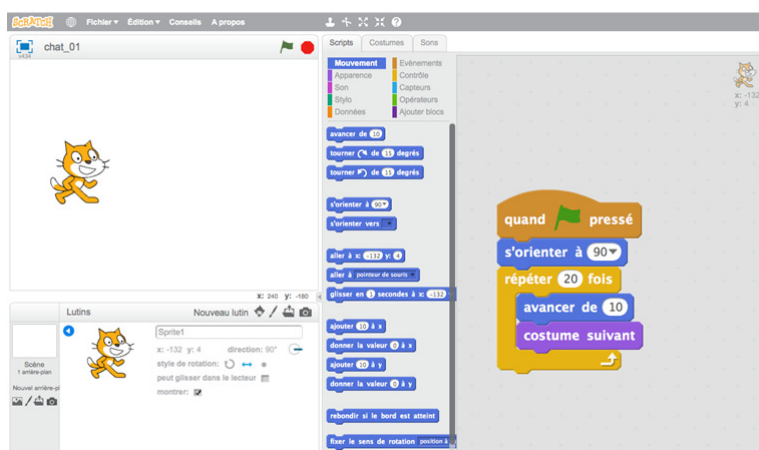 SCRATCH Fichier Édition Conseils A propos
chat_01
v434
X: 240 y: -180
Lutins Nouveau lutin
Scène
1 arrière-plan
Nouvel arrière-pl
Sprite1
x: -132 y: 4 direction: 90°
style de rotation:
peut glisser dans le lecteur
montrer:
Scripts Costumes Sons
Mouvement Evènements
Apparence Contrôle
Son Capteurs
Stylo Opérateurs
Données Ajouter blocs
avancer de 10
tourner de 15 degrés
tourner de 15 degrés
s'orienter à 90
s'orienter vers
aller à x: -132 y: 4
aller à pointeur de souris
glisser en 1 secondes à x: -132
ajouter 10 à x
donner la valeur 0 à x
ajouter 10 à y
donner la valeur 0 à y
rebondir si le bord est atteint
fixer le sens de rotation position à
x: -132
y: 4
quand pressé
s'orienter à 90
répéter 20 fois
avancer de 10
costume suivant